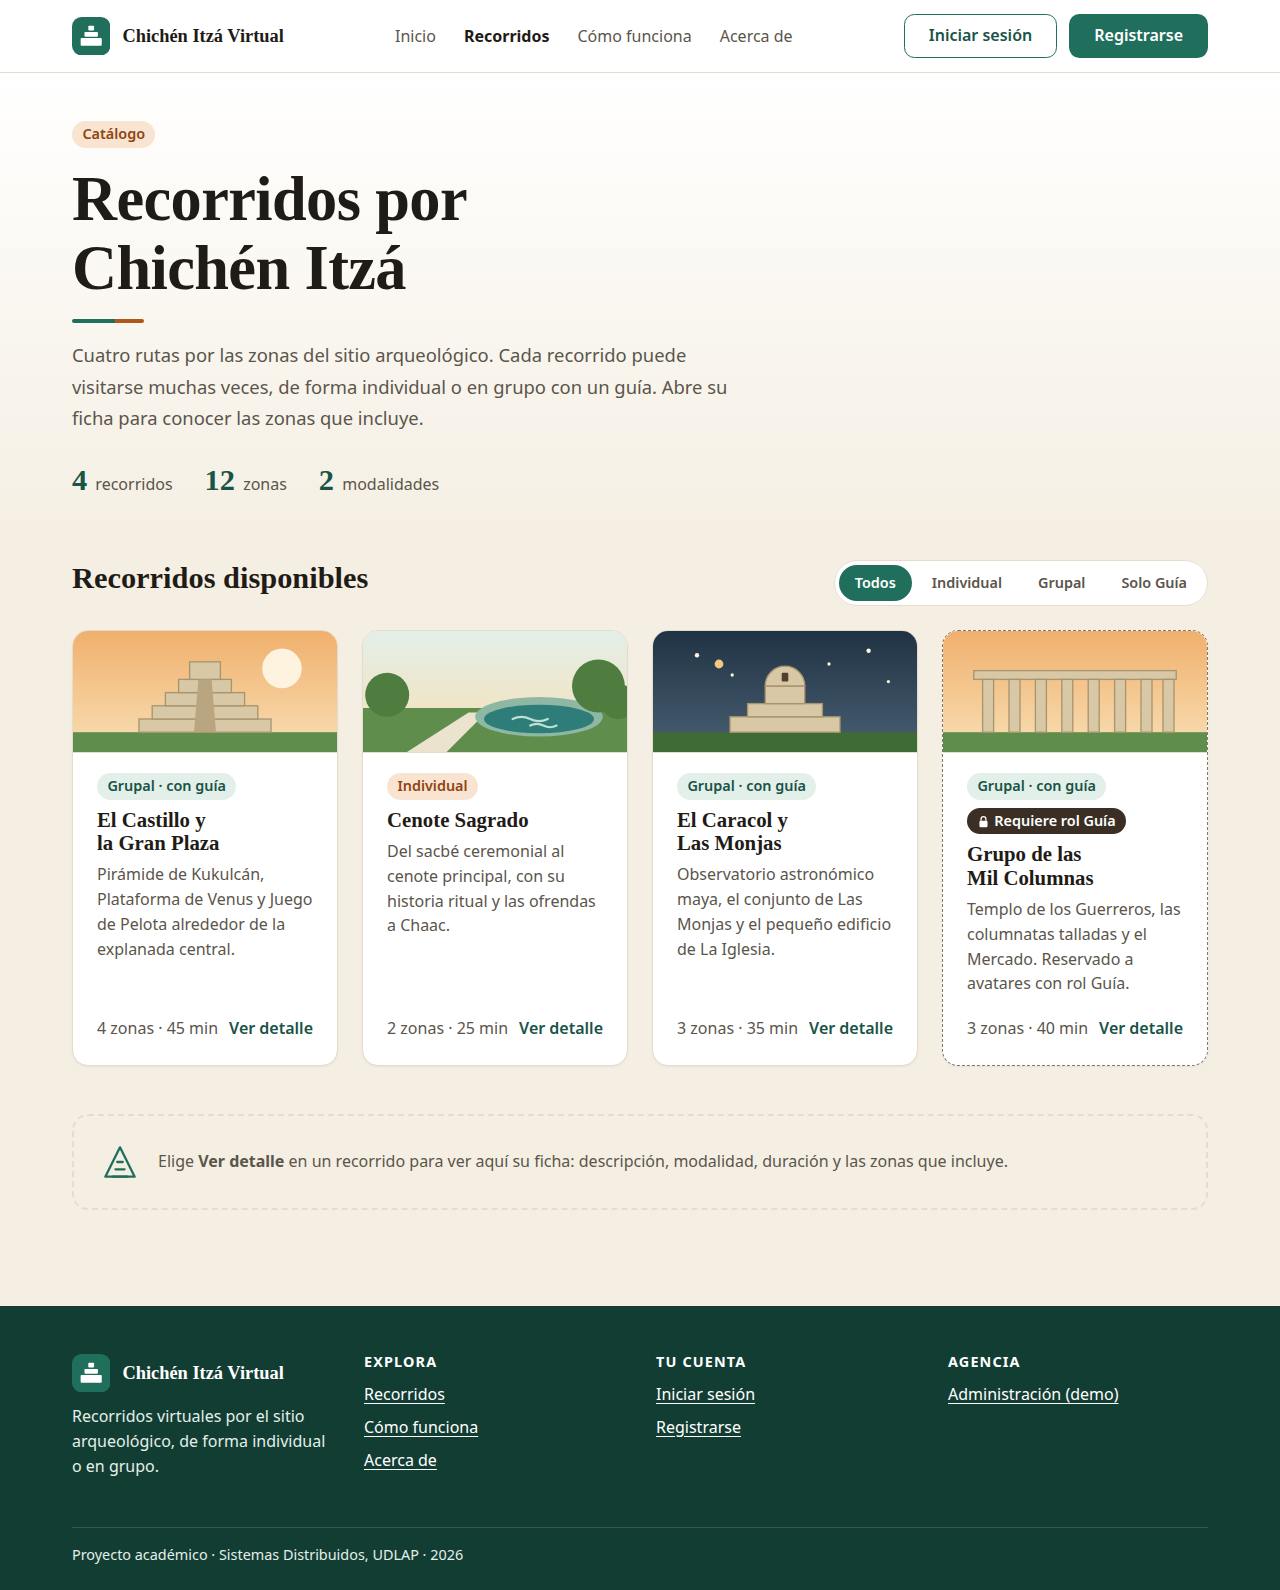 Chichén Itzá Virtual
Inicio
Recorridos
Cómo funciona
Acerca de
Iniciar sesión
Registrarse
Catálogo
Recorridos por
Chichén Itzá
Cuatro rutas por las zonas del sitio arqueológico. Cada recorrido puede
visitarse muchas veces, de forma individual o en grupo con un guía. Abre su
ficha para conocer las zonas que incluye.
4 recorridos
12 zonas
2 modalidades
Recorridos disponibles
Todos
Individual
Grupal
Solo Guía
Grupal · con guía
El Castillo y
la Gran Plaza
Pirámide de Kukulcán,
Plataforma de Venus y Juego
de Pelota alrededor de la
explanada central.
4 zonas · 45 min
Ver detalle
Individual
Cenote Sagrado
Del sacbé ceremonial al
cenote principal, con su
historia ritual y las ofrendas
a Chaac.
2 zonas · 25 min
Ver detalle
Grupal · con guía
El Caracol y
Las Monjas
Observatorio astronómico
maya, el conjunto de Las
Monjas y el pequeño edificio
de La Iglesia.
3 zonas · 35 min
Ver detalle
Grupal · con guía
Requiere rol Guía
Grupo de las
Mil Columnas
Templo de los Guerreros, las
columnatas talladas y el
Mercado. Reservado a
avatares con rol Guía.
3 zonas · 40 min
Ver detalle
Elige Ver detalle en un recorrido para ver aquí su ficha: descripción, modalidad, duración y las zonas que incluye.
Chichén Itzá Virtual
Recorridos virtuales por el sitio
arqueológico, de forma individual
o en grupo.
EXPLORA
Recorridos
Cómo funciona
Acerca de
TU CUENTA
Iniciar sesión
Registrarse
AGENCIA
Administración (demo)
Proyecto académico · Sistemas Distribuidos, UDLAP · 2026